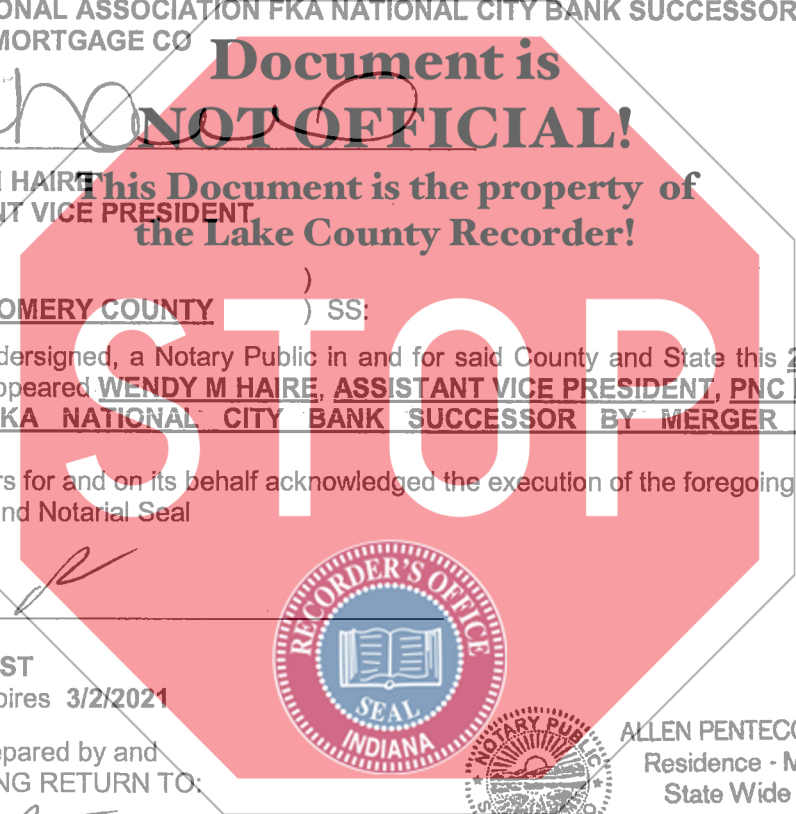 ONAL ASSOCIATION FKA NATIONAL CITY BANK SUCCESSOR
MORTGAGE CO
Document is
NOT OFFICIAL!
HAIRE
This Document is the property of
NT VICE PRESIDENT
the Lake County Recorder!
)
OMERY COUNTY ) SS:
STOP
dersigned, a Notary Public in and for said County and State this 2
ppeared WENDY M HAIRE, ASSISTANT VICE PRESIDENT, PNC
KA NATIONAL CITY BANK SUCCESSOR BY MERGER
rs for and on its behalf acknowledged the execution of the foregoing
nd Notarial Seal
RECORDER'S OFFICE
SEAL
INDIANA
ST
pires 3/2/2021
epared by and
NG RETURN TO:
NOTARY PUBLIC
ALLEN PENTECO
Residence - M
State Wide